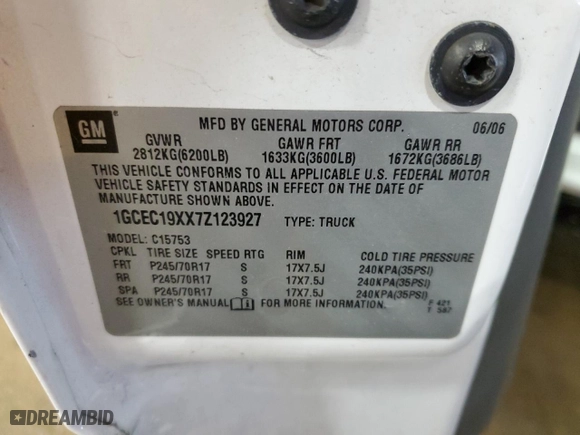 GM
MFD BY GENERAL MOTORS CORP. 06/06
GVWR GAWR FRT GAWR RR
2812KG(6200LB) 1633KG(3600LB) 1672KG(3686LB)
THIS VEHICLE CONFORMS TO ALL APPLICABLE U.S. FEDERAL MOTOR
VEHICLE SAFETY STANDARDS IN EFFECT ON THE DATE OF
MANUFACTURE SHOWN ABOVE.
1GCEC19XX7Z123927 TYPE: TRUCK
MODEL: C15753
CPKL TIRE SIZE SPEED RTG RIM COLD TIRE PRESSURE
FRT P245/70R17 S 17X7.5J 240KPA(35PSI)
RR P245/70R17 S 17X7.5J 240KPA(35PSI)
SPA P245/70R17 S 17X7.5J 240KPA(35PSI)
SEE OWNER'S MANUAL FOR MORE INFORMATION.
P 421
T 587
DREAMBID